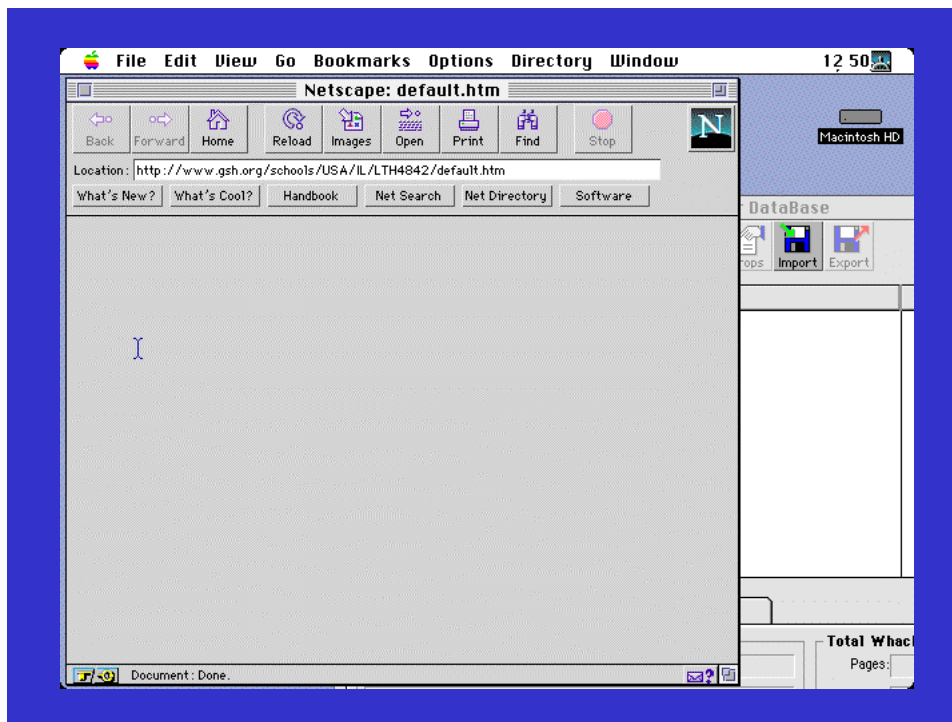 File Edit View Go Bookmarks Options Directory Window 12 50
Netscape: default.htm
Back Forward Home Reload Images Open Print Find Stop
N
Macintosh HD
Location: http://www.gsh.org/schools/USA/IL/LTH4842/default.htm
What's New? What's Cool? Handbook Net Search Net Directory Software
DataBase
rops Import Export
Total Whacl
Pages:
Document: Done.
?